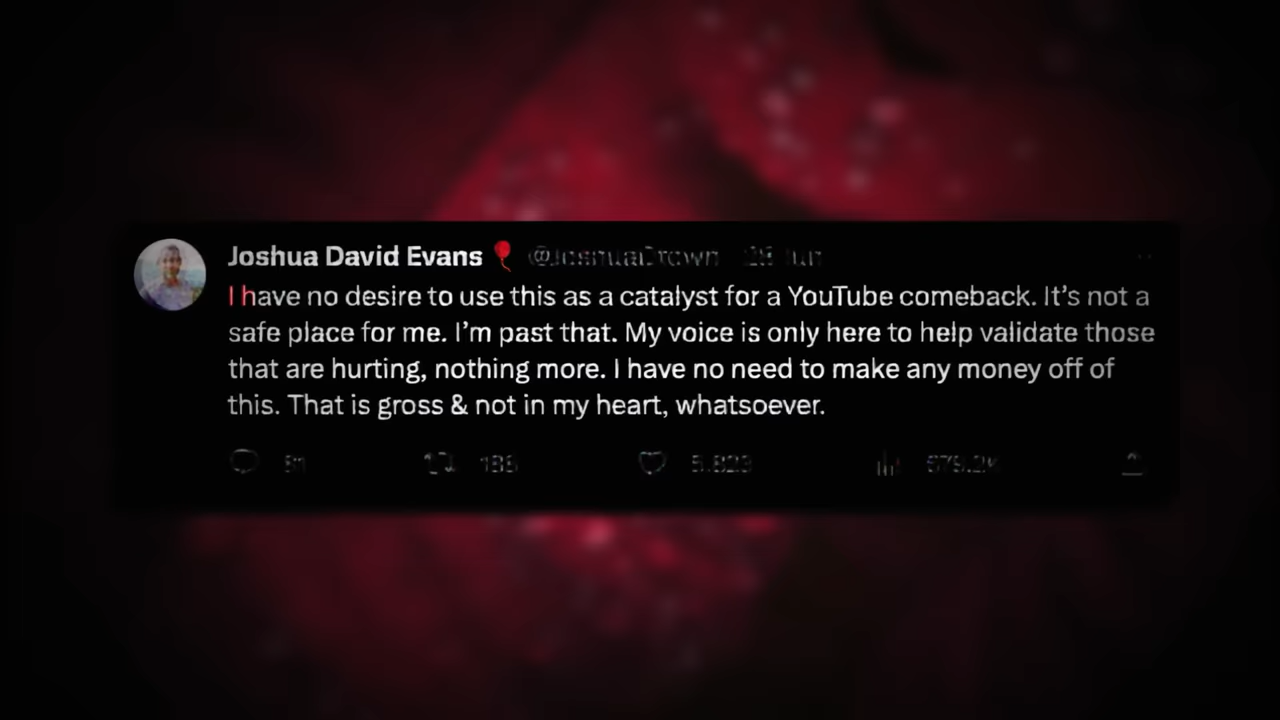 Joshua David Evans
I have no desire to use this as a catalyst for a YouTube comeback. It's not a
safe place for me. I'm past that. My voice is only here to help validate those
that are hurting, nothing more. I have no need to make any money off of
this. That is gross & not in my heart, whatsoever.